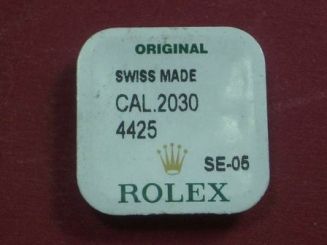 ORIGINAL
SWISS MADE
CAL.2030
4425
SE-05
ROLEX